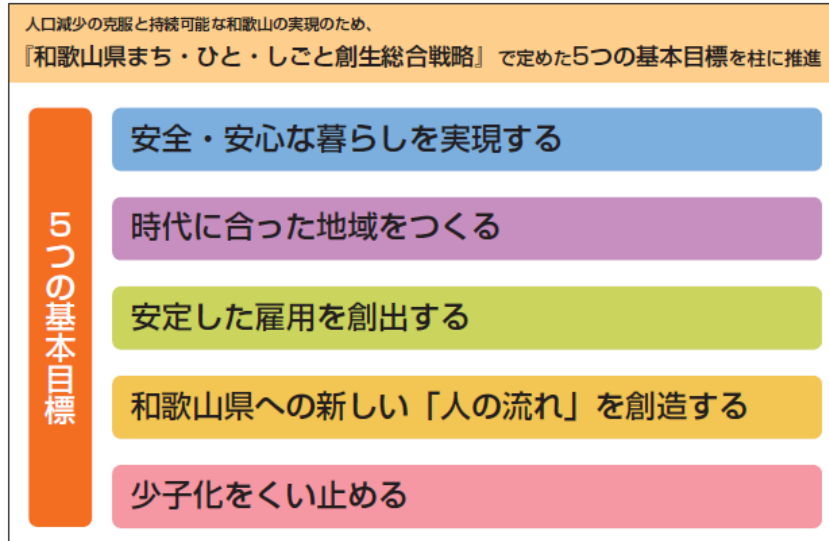 人口減少の克服と持続可能な和歌山の実現のため、
『和歌山県まち・ひと・しごと創生総合戦略』で定めた5つの基本目標を柱に推進
5つの基本目標
安全・安心な暮らしを実現する
時代に合った地域をつくる
安定した雇用を創出する
和歌山県への新しい「人の流れ」を創造する
少子化をくい止める